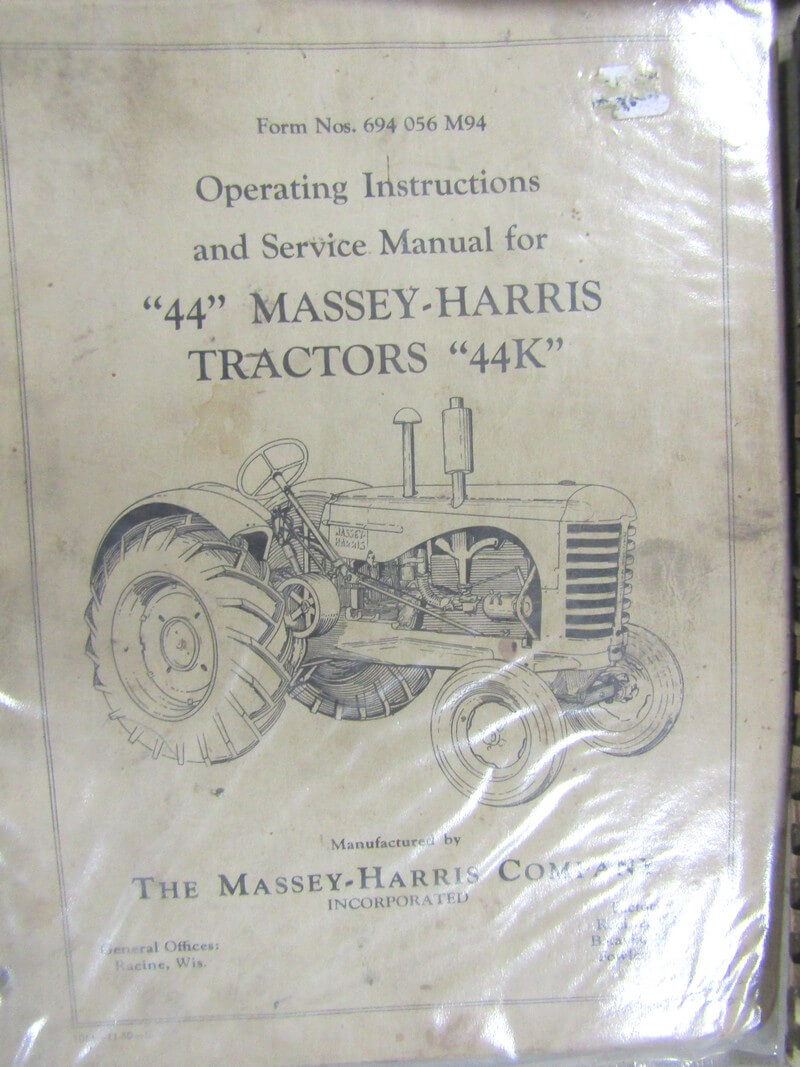 Form Nos. 694 056 M94
Operating Instructions
and Service Manual for
“44” MASSEY-HARRIS
TRACTORS “44K”
MASSEY-
HARRIS
Manufactured by
THE MASSEY-HARRIS COMPANY
INCORPORATED
General Offices:
Racine, Wis.